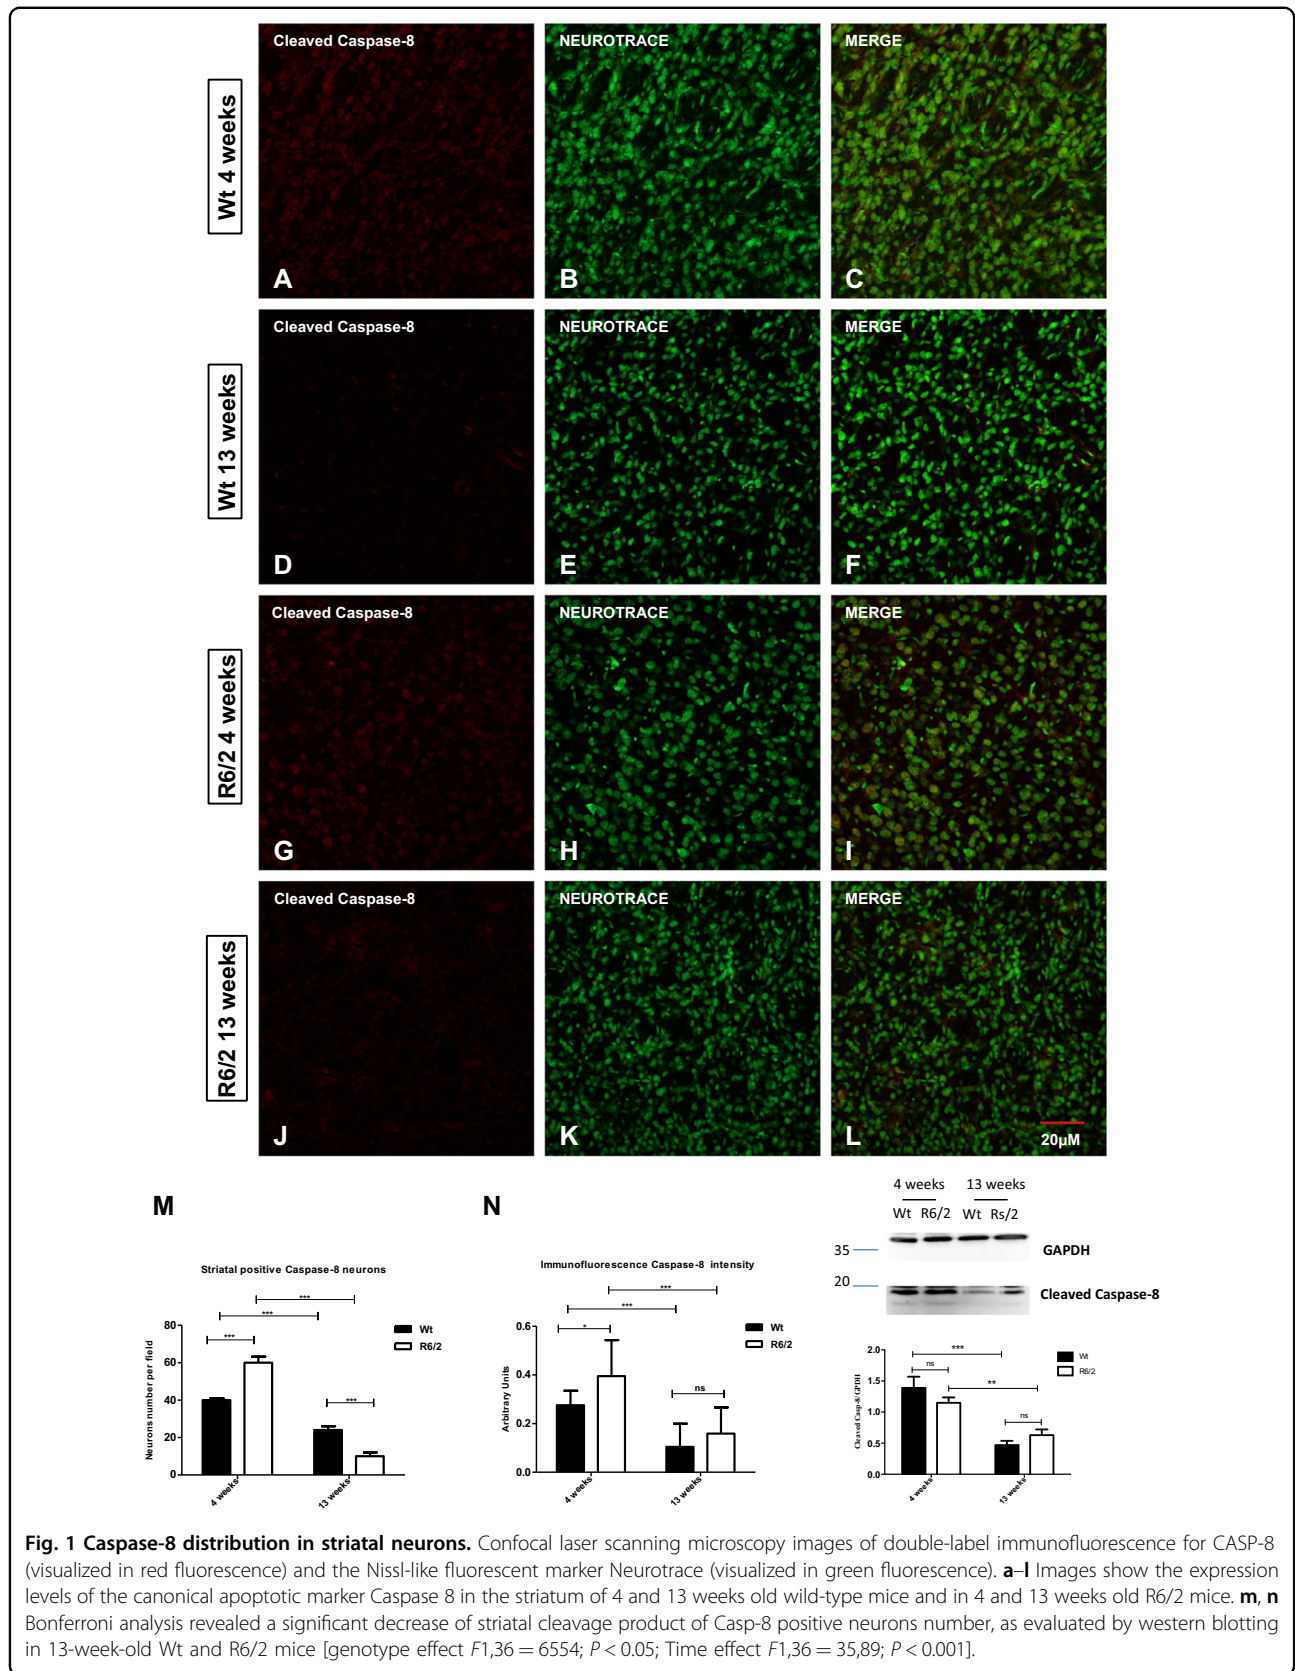 Cleaved Caspase-8 NEUROTRACE MERGE
Wt 4 weeks
A B C
Cleaved Caspase-8 NEUROTRACE MERGE
Wt 13 weeks
D E F
Cleaved Caspase-8 NEUROTRACE MERGE
R6/2 4 weeks
G H I
Cleaved Caspase-8 NEUROTRACE MERGE
R6/2 13 weeks
J K L
20µM
M
Striatal positive Caspase-8 neurons
***
***
***
***
Wt
R6/2
Neurons number per field
80
60
40
20
0
4 weeks
13 weeks
N
Immunofluorescence Caspase-8 intensity
***
***
*
ns
Wt
R6/2
Arbitrary Units
0.6
0.4
0.2
0.0
4 weeks
13 weeks
4 weeks 13 weeks
Wt R6/2 Wt Rs/2
35 GAPDH
20 Cleaved Caspase-8
***
ns
**
ns
Wt
R6/2
Cleaved Casp-8/GPDH
2.0
1.5
1.0
0.5
0.0
4 weeks
13 weeks
Fig. 1 Caspase-8 distribution in striatal neurons. Confocal laser scanning microscopy images of double-label immunofluorescence for CASP-8
(visualized in red fluorescence) and the Nissl-like fluorescent marker Neurotrace (visualized in green fluorescence). a–l Images show the expression
levels of the canonical apoptotic marker Caspase 8 in the striatum of 4 and 13 weeks old wild-type mice and in 4 and 13 weeks old R6/2 mice. m, n
Bonferroni analysis revealed a significant decrease of striatal cleavage product of Casp-8 positive neurons number, as evaluated by western blotting
in 13-week-old Wt and R6/2 mice [genotype effect F1,36 = 6554; P < 0.05; Time effect F1,36 = 35,89; P < 0.001].